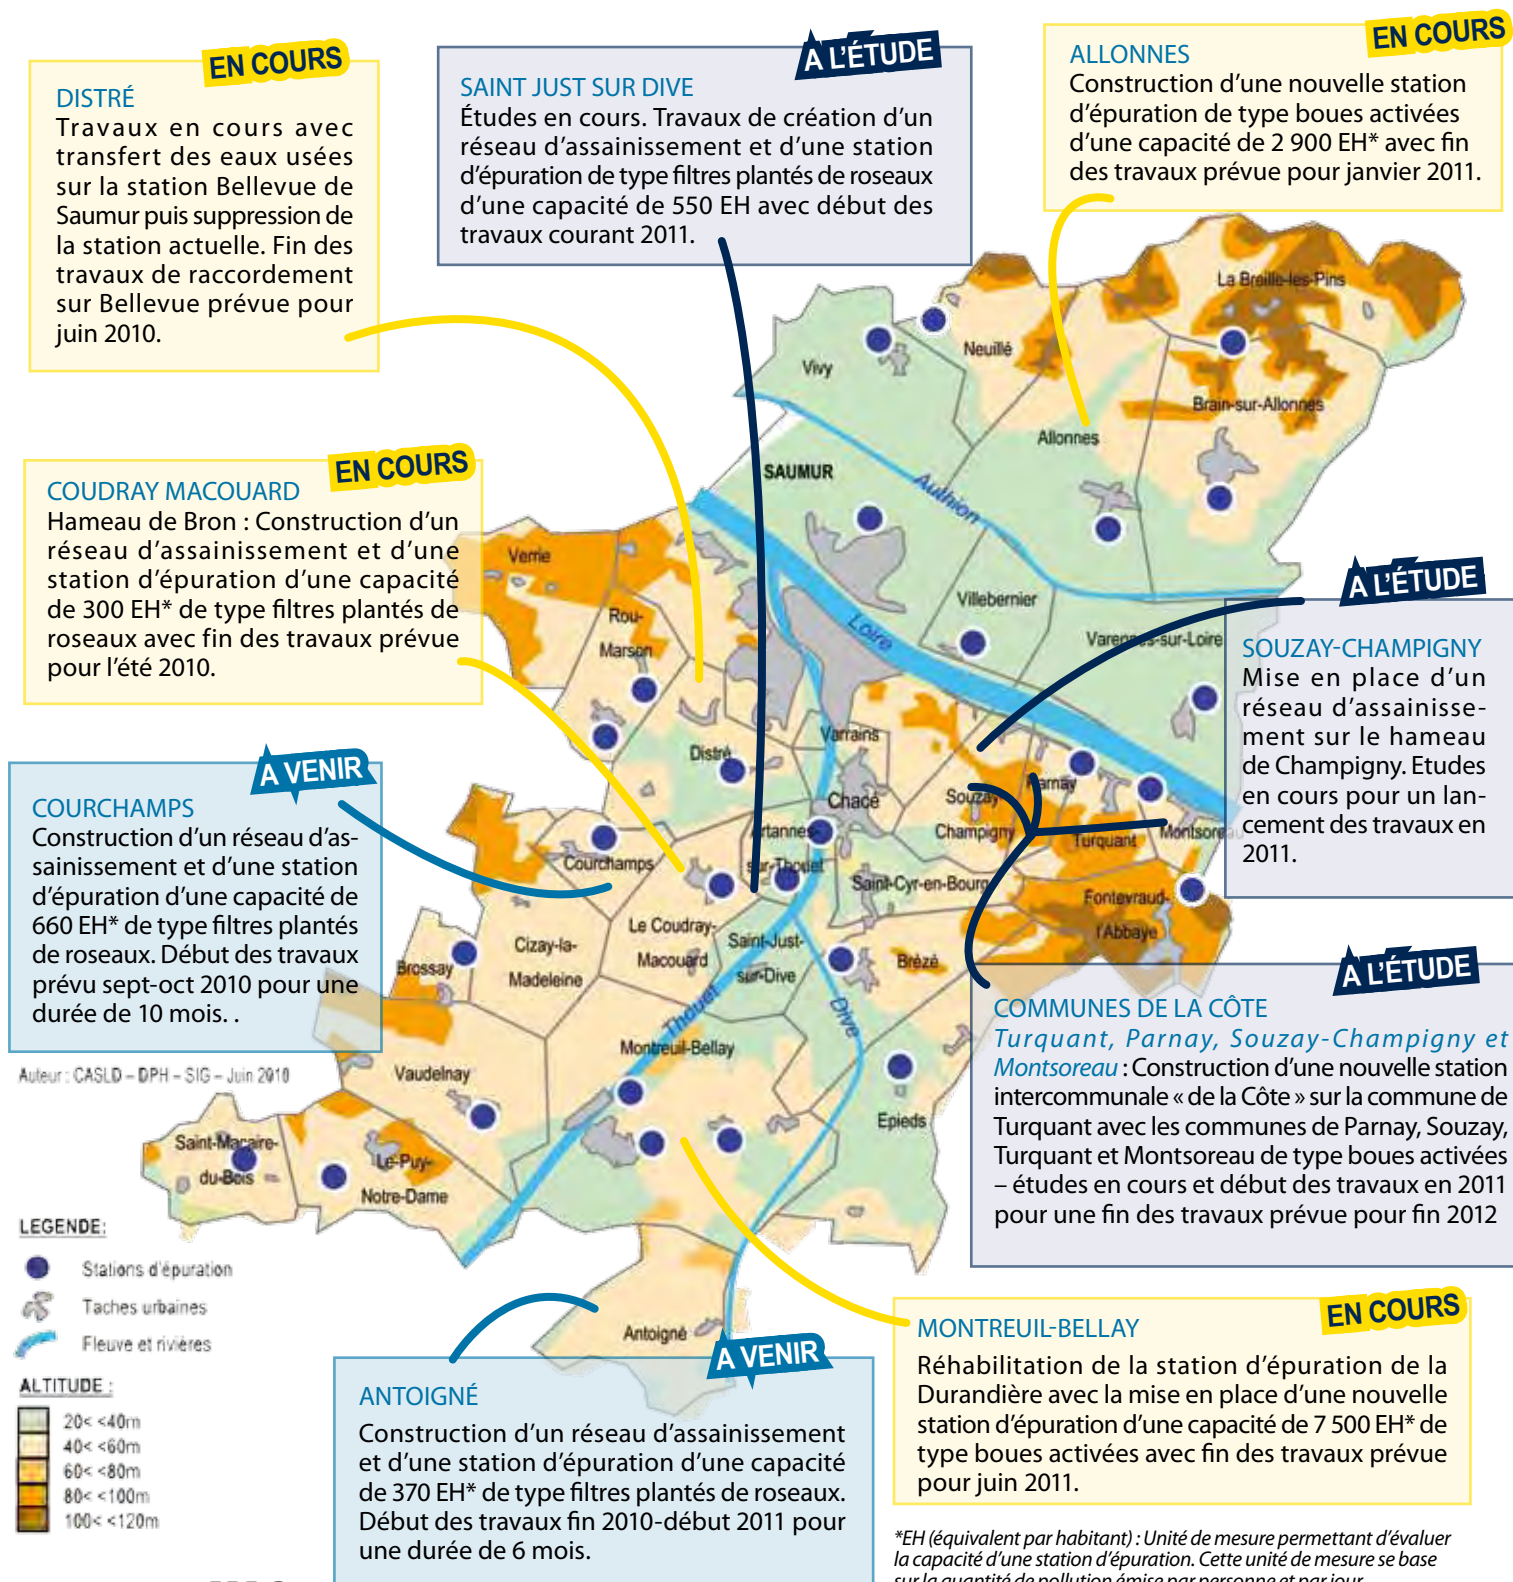 EN COURS
DISTRÉ
Travaux en cours avec
transfert des eaux usées
sur la station Bellevue de
Saumur puis suppression de
la station actuelle. Fin des
travaux de raccordement
sur Bellevue prévue pour
juin 2010.
A L'ÉTUDE
SAINT JUST SUR DIVE
Études en cours. Travaux de création d'un
réseau d'assainissement et d'une station
d'épuration de type filtres plantés de roseaux
d'une capacité de 550 EH avec début des
travaux courant 2011.
EN COURS
ALLONNES
Construction d'une nouvelle station
d'épuration de type boues activées
d'une capacité de 2 900 EH* avec fin
des travaux prévue pour janvier 2011.
EN COURS
COUDRAY MACOUARD
Hameau de Bron : Construction d'un
réseau d'assainissement et d'une
station d'épuration d'une capacité
de 300 EH* de type filtres plantés de
roseaux avec fin des travaux prévue
pour l'été 2010.
A VENIR
COURCHAMPS
Construction d'un réseau d'as-
sainissement et d'une station
d'épuration d'une capacité de
660 EH* de type filtres plantés
de roseaux. Début des travaux
prévu sept-oct 2010 pour une
durée de 10 mois. .
La Breille-les-Pins
Neuillé
Vivy
Brain-sur-Allonnes
Allonnes
SAUMUR
Authion
Verrie
Rou-
Marson
Loire
Villebernier
Varennes-sur-Loire
Distré
Varrains
Chacé
Souzay-
Champigny
Parnay
Turquant
Montsoreau
Artannes-
sur-Thouet
Courchamps
Saint-Cyr-en-Bourg
Fontevraud-
l'Abbaye
Le Coudray-
Macouard
Saint-Just-
sur-Dive
Cizay-la-
Madeleine
Brossay
Brézé
Thouet
Dive
Montreuil-Bellay
Vaudelnay
Epieds
Saint-Macaire-
du-Bois
Le-Puy-
Notre-Dame
Antoigné
A L'ÉTUDE
SOUZAY-CHAMPIGNY
Mise en place d'un
réseau d'assainisse-
ment sur le hameau
de Champigny. Etudes
en cours pour un lan-
cement des travaux en
2011.
A L'ÉTUDE
COMMUNES DE LA CÔTE
Turquant, Parnay, Souzay-Champigny et
Montsoreau : Construction d'une nouvelle station
intercommunale « de la Côte » sur la commune de
Turquant avec les communes de Parnay, Souzay,
Turquant et Montsoreau de type boues activées
– études en cours et début des travaux en 2011
pour une fin des travaux prévue pour fin 2012
Auteur : CASLD – DPH – SIG – Juin 2010
LEGENDE:
Stations d'épuration
Taches urbaines
Fleuve et rivières
ALTITUDE :
20< <40m
40< <60m
60< <80m
80< <100m
100< <120m
A VENIR
ANTOIGNÉ
Construction d'un réseau d'assainissement
et d'une station d'épuration d'une capacité
de 370 EH* de type filtres plantés de roseaux.
Début des travaux fin 2010-début 2011 pour
une durée de 6 mois.
EN COURS
MONTREUIL-BELLAY
Réhabilitation de la station d'épuration de la
Durandière avec la mise en place d'une nouvelle
station d'épuration d'une capacité de 7 500 EH* de
type boues activées avec fin des travaux prévue
pour juin 2011.
*EH (équivalent par habitant) : Unité de mesure permettant d'évaluer
la capacité d'une station d'épuration. Cette unité de mesure se base
sur la quantité de pollution émise par personne et par jour